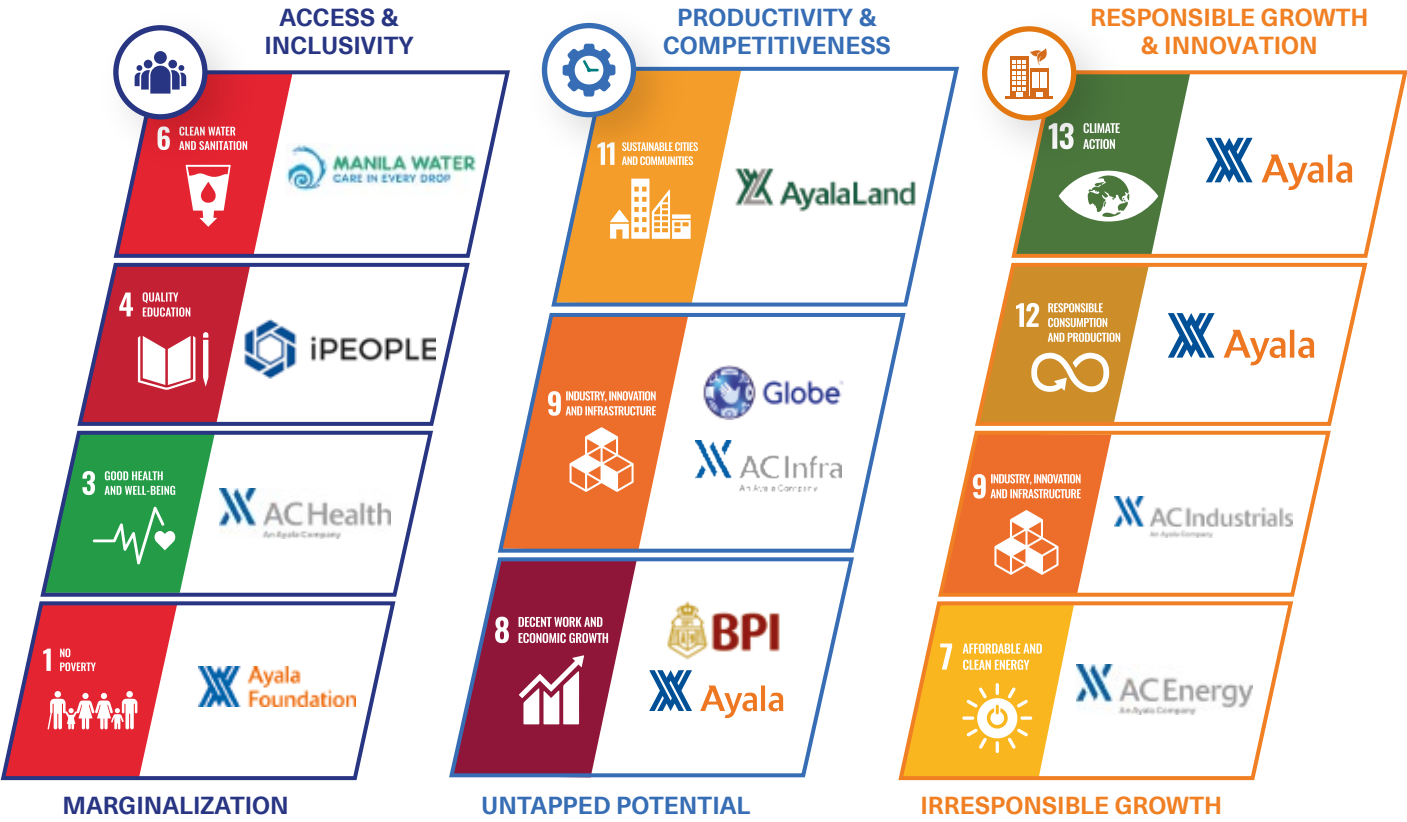 ACCESS &
INCLUSIVITY
6 CLEAN WATER
AND SANITATION
MANILA WATER
CARE IN EVERY DROP
4 QUALITY
EDUCATION
iPEOPLE
3 GOOD HEALTH
AND WELL-BEING
AC Health
An Ayala Company
1 NO
POVERTY
Ayala
Foundation
MARGINALIZATION
PRODUCTIVITY &
COMPETITIVENESS
11 SUSTAINABLE CITIES
AND COMMUNITIES
AyalaLand
9 INDUSTRY, INNOVATION
AND INFRASTRUCTURE
Globe
AC Infra
An Ayala Company
8 DECENT WORK AND
ECONOMIC GROWTH
BPI
Ayala
UNTAPPED POTENTIAL
RESPONSIBLE GROWTH
& INNOVATION
13 CLIMATE
ACTION
Ayala
12 RESPONSIBLE
CONSUMPTION
AND PRODUCTION
Ayala
9 INDUSTRY, INNOVATION
AND INFRASTRUCTURE
AC Industrials
An Ayala Company
7 AFFORDABLE AND
CLEAN ENERGY
AC Energy
An Ayala Company
IRRESPONSIBLE GROWTH